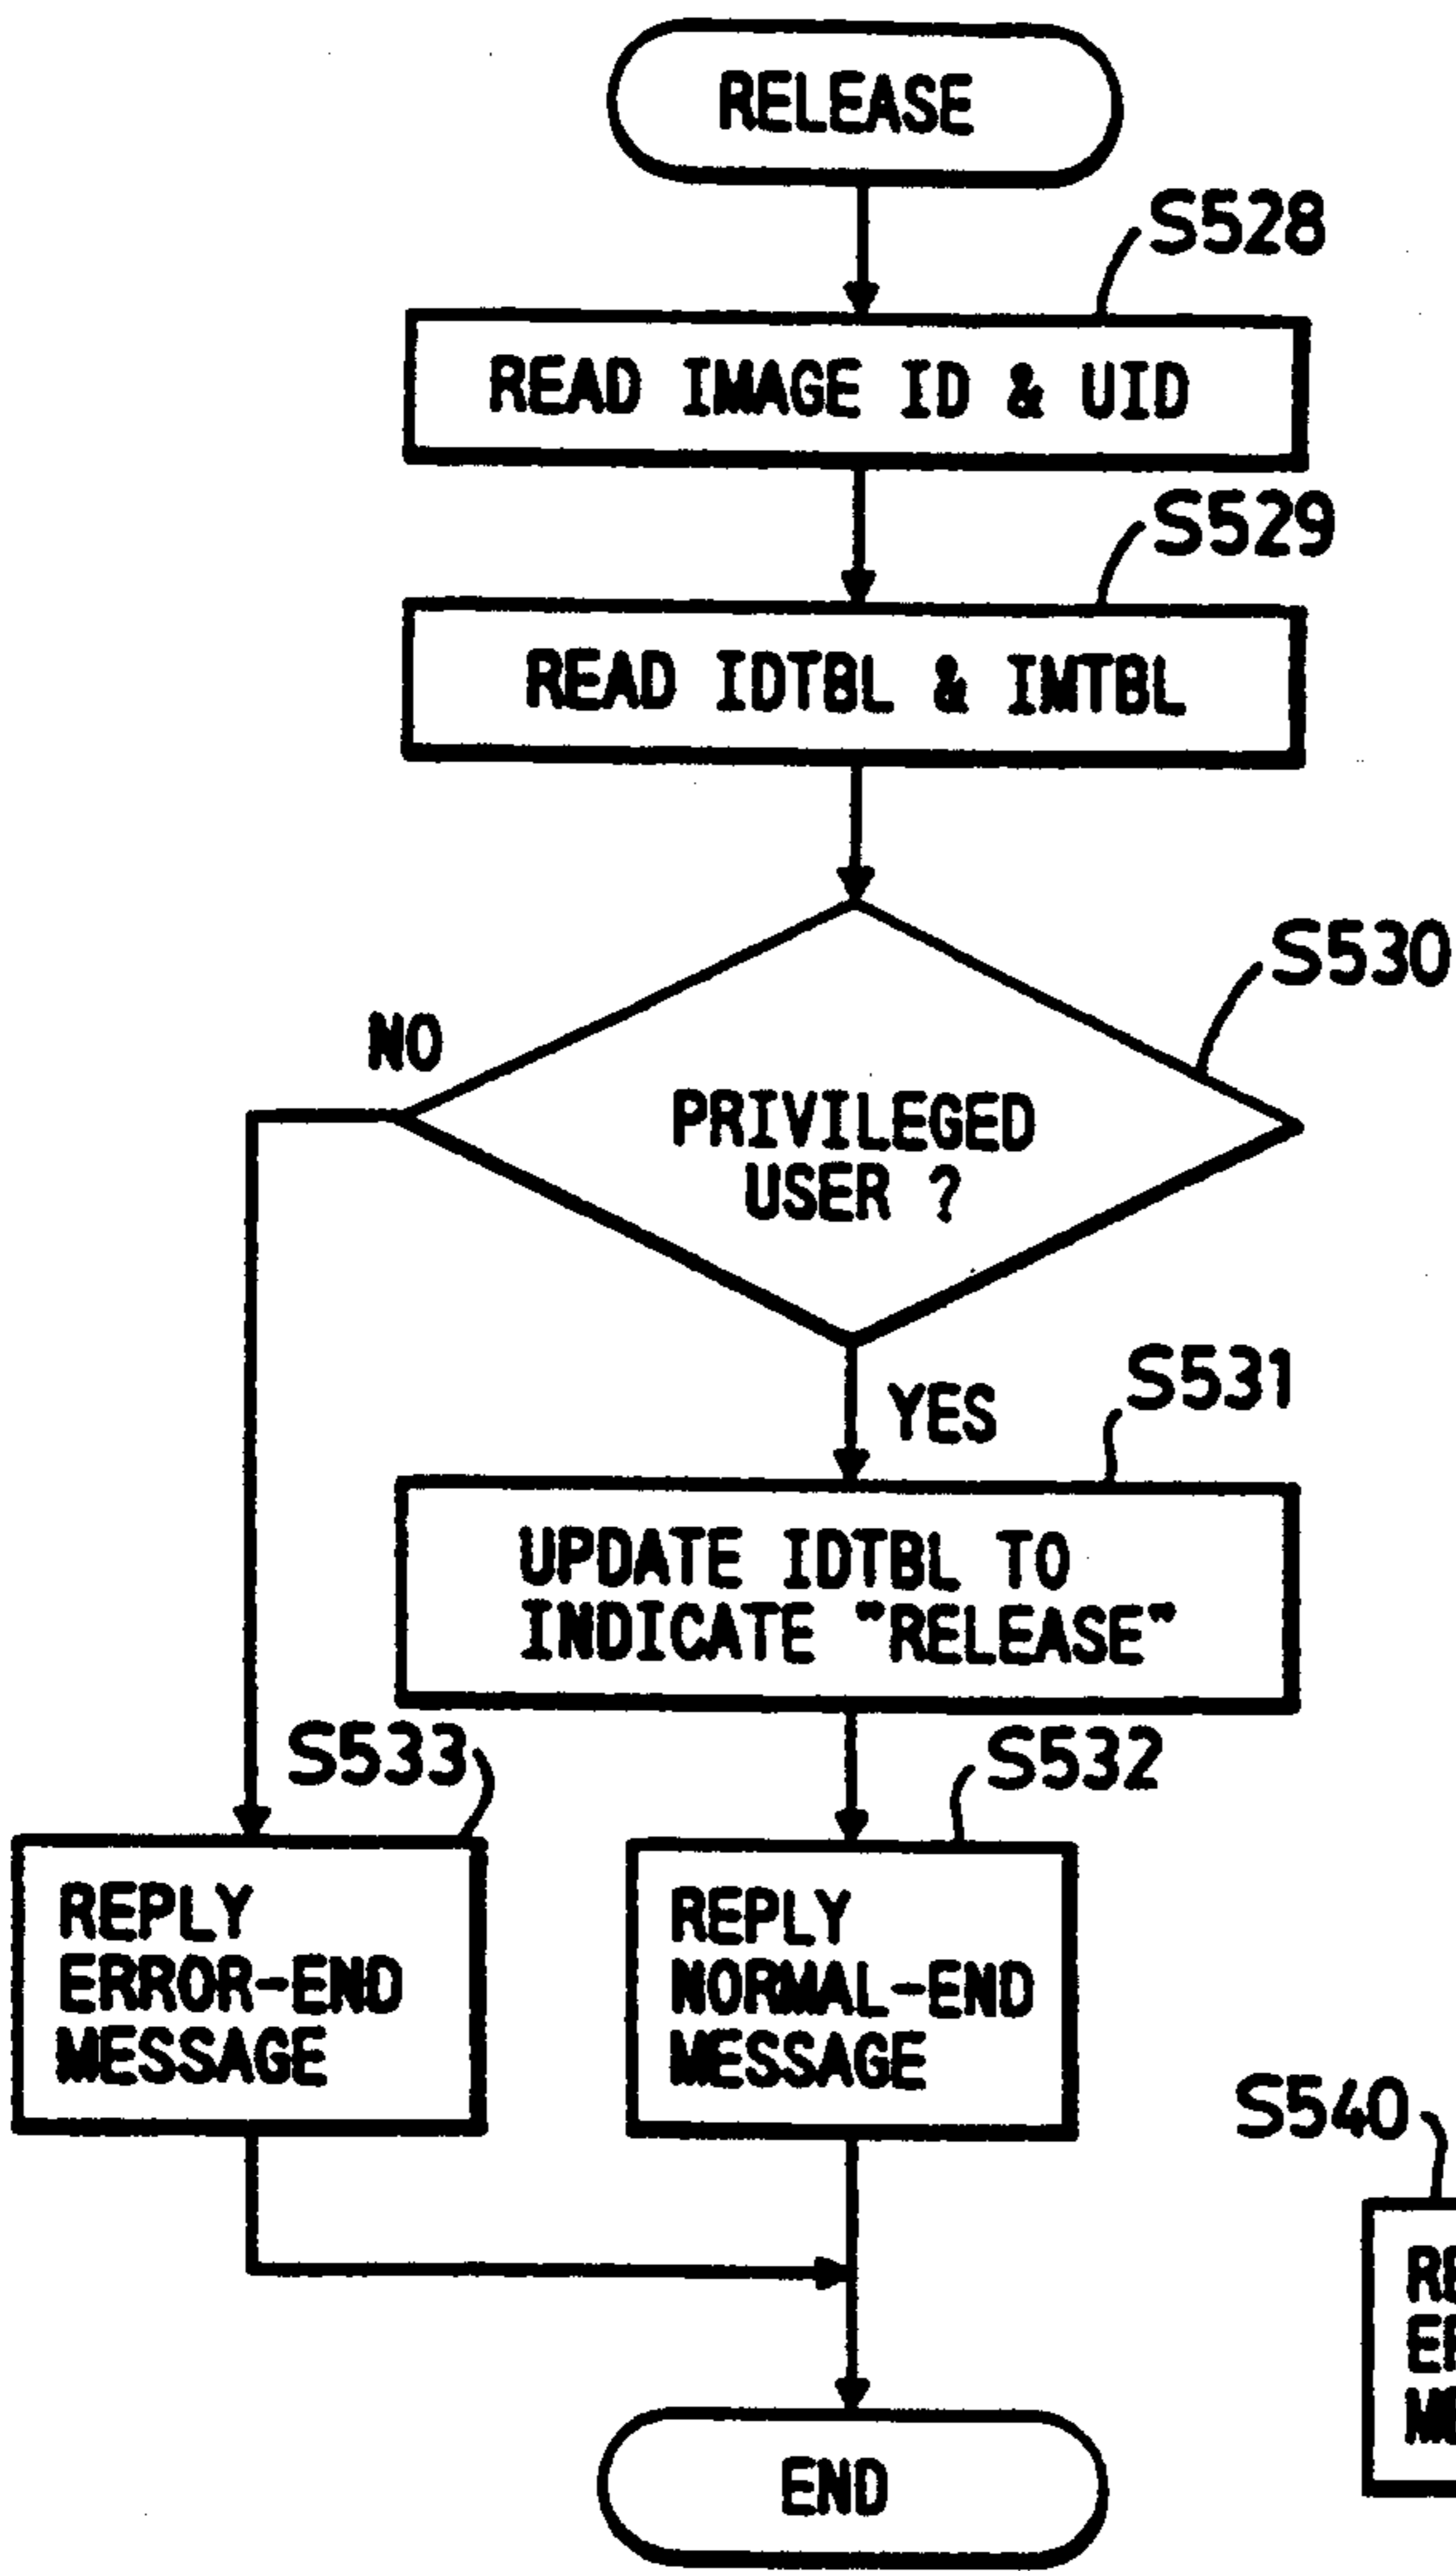 RELEASE
S528
READ IMAGE ID & UID
S529
READ IDTBL & IMTBL
S530
NO
PRIVILEGED
USER ?
YES
S531
UPDATE IDTBL TO
INDICATE "RELEASE"
S533
S532
REPLY
ERROR-END
MESSAGE
REPLY
NORMAL-END
MESSAGE
S540
END